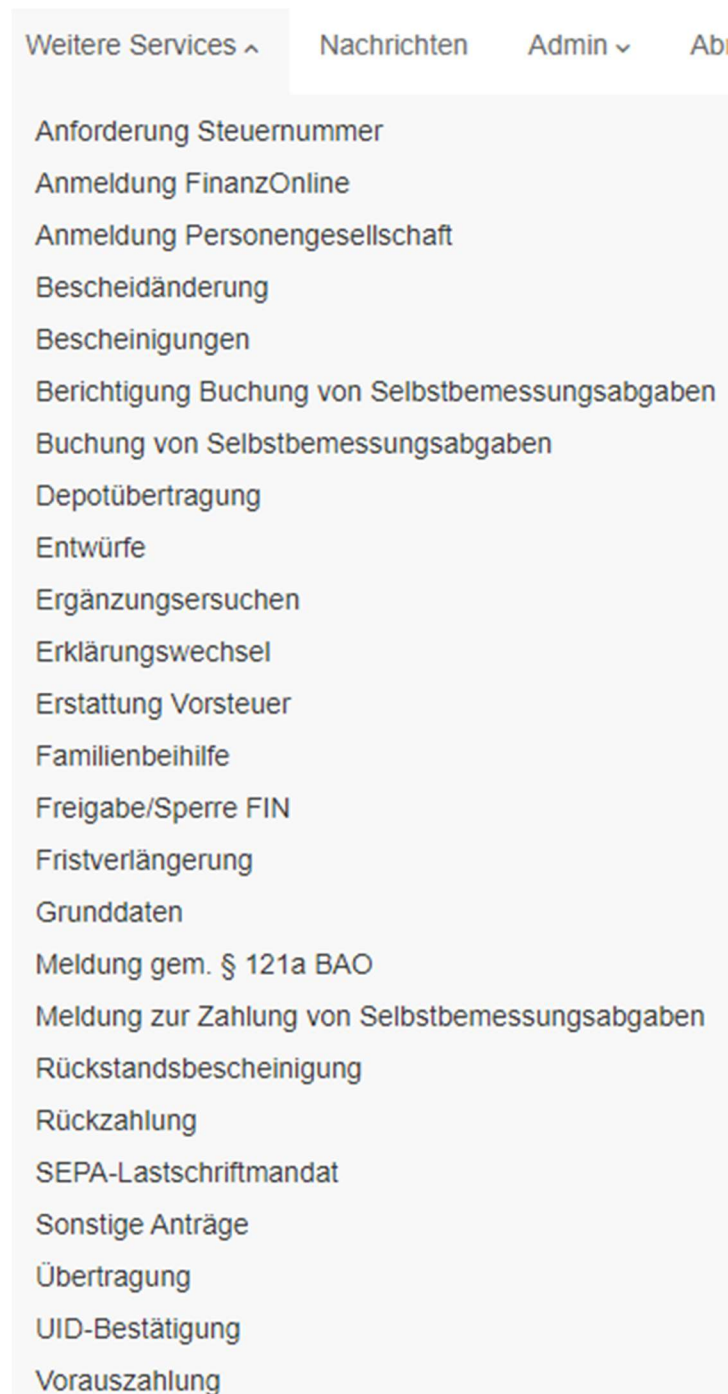 Weitere Services Nachrichten Admin
Anforderung Steuernummer
Anmeldung FinanzOnline
Anmeldung Personengesellschaft
Bescheidänderung
Bescheinigungen
Berichtigung Buchung von Selbstbemessungsabgaben
Buchung von Selbstbemessungsabgaben
Depotübertragung
Entwürfe
Ergänzungsersuchen
Erklärungswechsel
Erstattung Vorsteuer
Familienbeihilfe
Freigabe/Sperre FIN
Fristverlängerung
Grunddaten
Meldung gem. § 121a BAO
Meldung zur Zahlung von Selbstbemessungsabgaben
Rückstandsbescheinigung
Rückzahlung
SEPA-Lastschriftmandat
Sonstige Anträge
Übertragung
UID-Bestätigung
Vorauszahlung